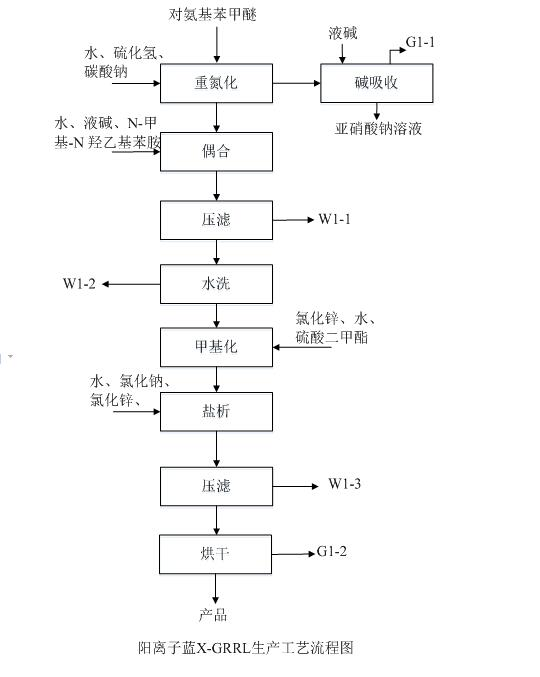 对氨基苯甲醚
液碱
G1-1
水、硫化氢、
碳酸钠
重氮化
碱吸收
亚硝酸钠溶液
水、液碱、N-甲
基-N 羟乙基苯胺
偶合
压滤
W1-1
W1-2
水洗
氯化锌、水、
硫酸二甲酯
甲基化
水、氯化钠、
氯化锌、
盐析
压滤
W1-3
烘干
G1-2
产品
阳离子蓝X-GRRL生产工艺流程图